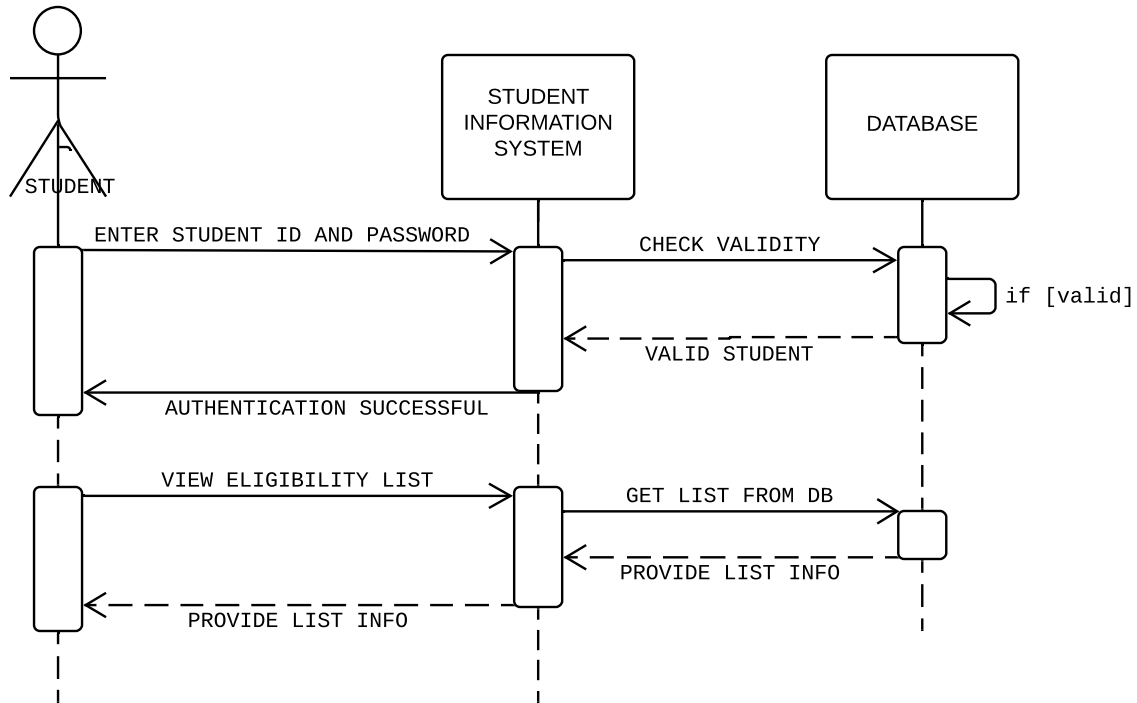 STUDENT
INFORMATION
SYSTEM
DATABASE
STUDENT
ENTER STUDENT ID AND PASSWORD
CHECK VALIDITY
if [valid]
VALID STUDENT
AUTHENTICATION SUCCESSFUL
VIEW ELIGIBILITY LIST
GET LIST FROM DB
PROVIDE LIST INFO
PROVIDE LIST INFO